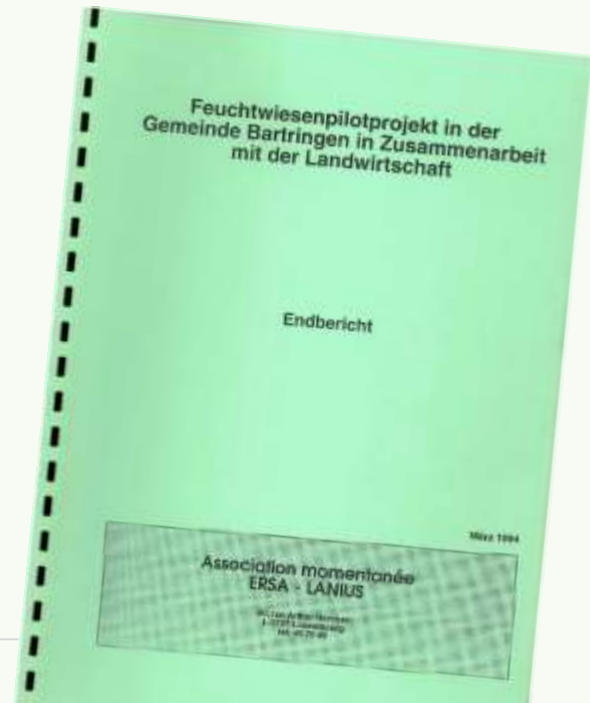 Feuchtwiesenpilotprojekt in der
Gemeinde Bartringen in Zusammenarbeit
mit der Landwirtschaft
Endbericht
März 1994
Association momentanée
ERSA - LANIUS